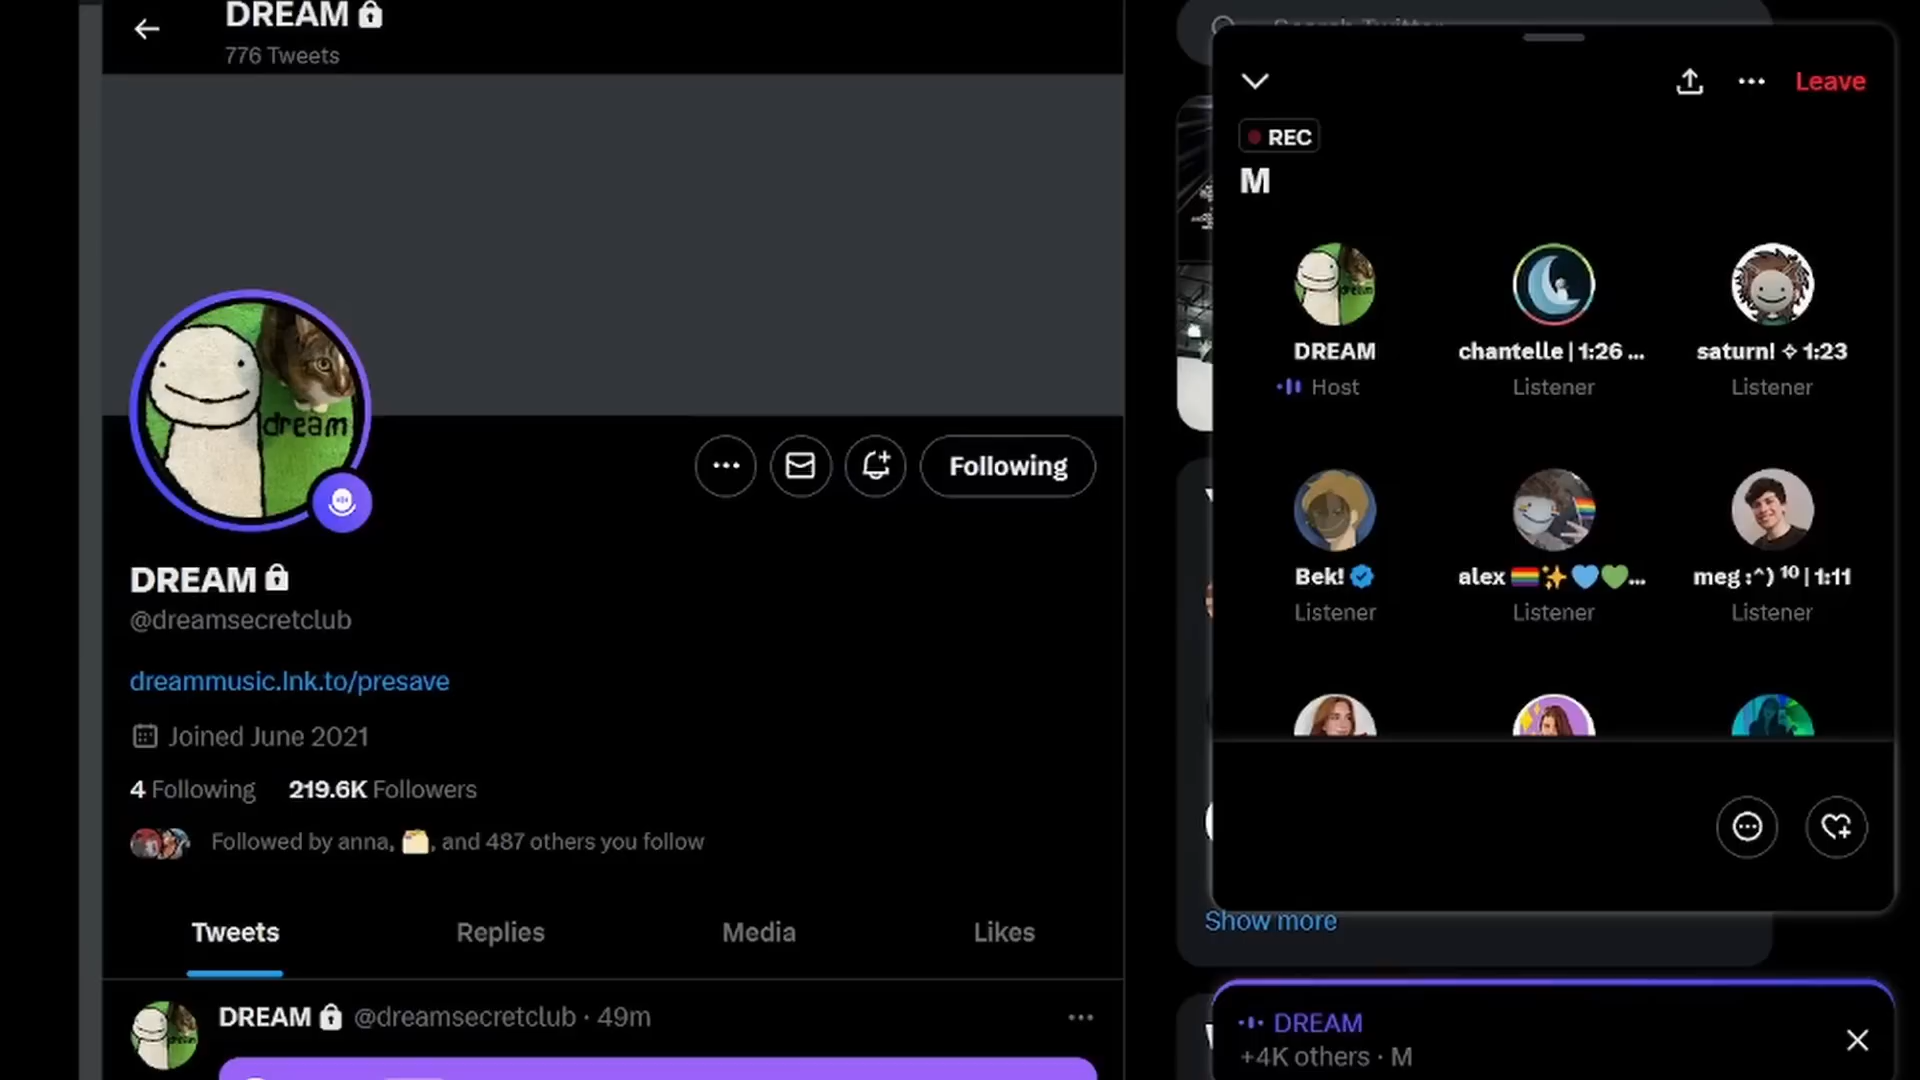 DREAM
776 Tweets
dream
Following
DREAM
@dreamsecretclub
dreammusic.lnk.to/presave
Joined June 2021
4 Following 219.6K Followers
Followed by anna, 🗂️, and 487 others you follow
Tweets Replies Media Likes
DREAM @dreamsecretclub · 49m
Search Twitter
Leave
REC
M
DREAM
Host
chantelle | 1:26 ...
Listener
saturn! ✧ 1:23
Listener
Bek!
Listener
alex 🏳️‍🌈✨💙💚...
Listener
meg :^) ¹⁰ | 1:11
Listener
Show more
DREAM
+4K others · M